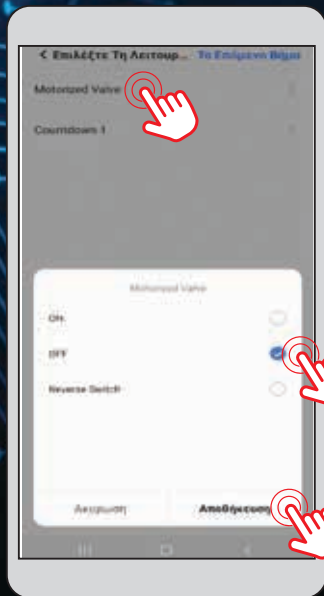 < Επιλέξτε Τη Λειτουρ... Το Επόμενο Βήμα
Motorized Valve
Countdown 1
Motorized Valve
ON
OFF
Reverse Switch
Ακύρωση Αποθήκευση